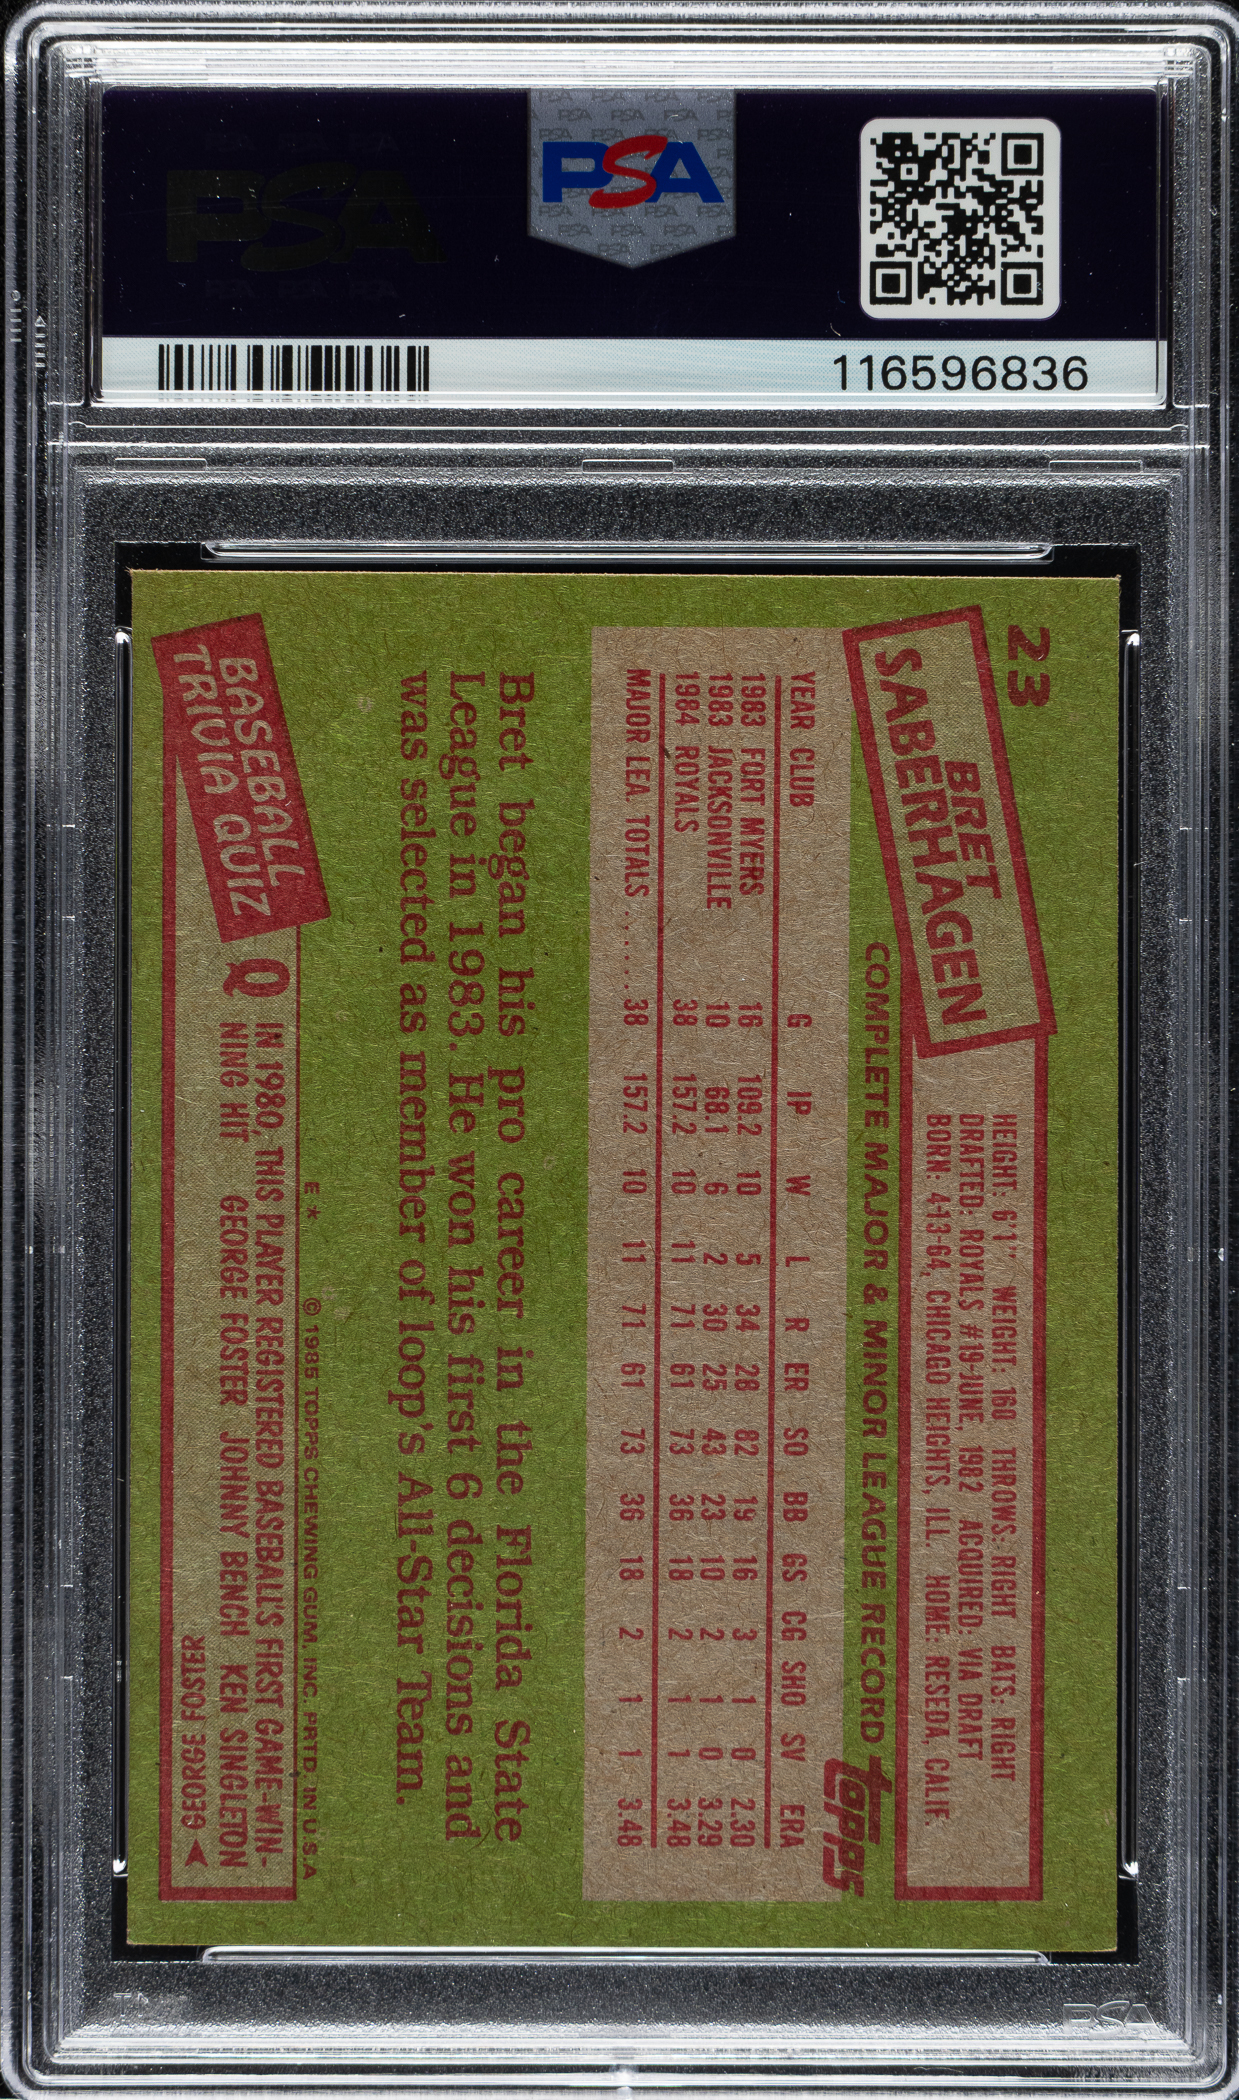 PSA
116596836
23
BRET
SABERHAGEN
HEIGHT: 6'1" WEIGHT: 160 THROWS: RIGHT BATS: RIGHT
DRAFTED: ROYALS #19-JUNE, 1982 ACQUIRED: VIA DRAFT
BORN: 4-13-64, CHICAGO HEIGHTS, ILL. HOME: RESEDA, CALIF.
COMPLETE MAJOR & MINOR LEAGUE RECORD
topps
YEAR CLUB G IP W L R ER SO BB GS CG SHO SV ERA
1983 FORT MYERS 16 109.2 10 5 34 28 82 19 16 3 1 0 2.30
1983 JACKSONVILLE 10 68.1 6 2 30 25 43 23 10 2 1 0 3.29
1984 ROYALS 38 157.2 10 11 71 61 73 36 18 2 1 1 3.48
MAJOR LEA. TOTALS ...... 38 157.2 10 11 71 61 73 36 18 2 1 1 3.48
Bret began his pro career in the Florida State
League in 1983. He won his first 6 decisions and
was selected as member of loop's All-Star Team.
E* © 1985 TOPPS CHEWING GUM, INC. PRTD. IN U.S.A
BASEBALL
TRIVIA QUIZ
Q IN 1980, THIS PLAYER REGISTERED BASEBALL'S FIRST GAME-WIN-
NING HIT GEORGE FOSTER JOHNNY BENCH KEN SINGLETON
GEORGE FOSTER
PSA